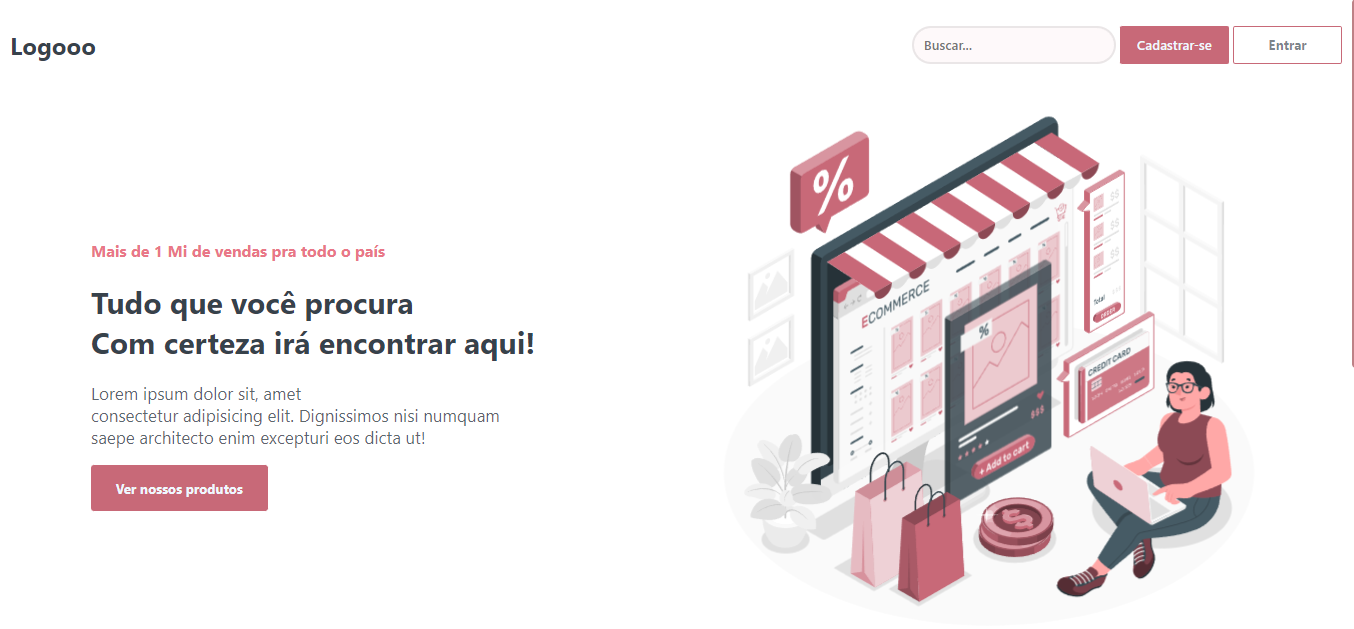 Logooo
Buscar...
Cadastrar-se
Entrar
Mais de 1 Mi de vendas pra todo o país
Tudo que você procura
Com certeza irá encontrar aqui!
Lorem ipsum dolor sit, amet
consectetur adipisicing elit. Dignissimos nisi numquam
saepe architecto enim excepturi eos dicta ut!
Ver nossos produtos
%
ECOMMERCE
%
$$$
+ Add to cart
$$
$$
$$
Total
CREDIT CARD
$